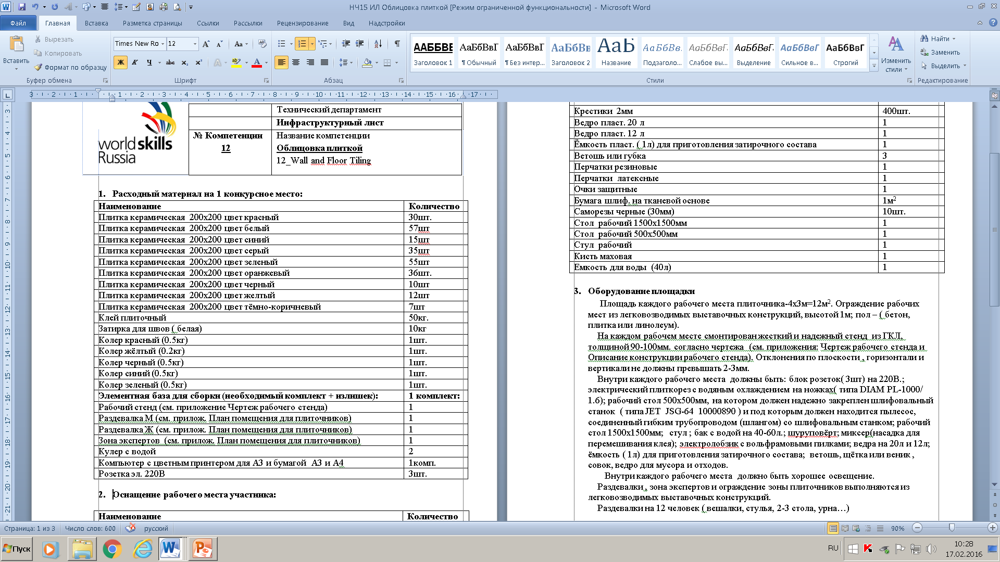 НЧ15 ИЛ Облицовка плиткой [Режим ограниченной функциональности] - Microsoft Word
Файл Главная Вставка Разметка страницы Ссылки Рассылки Рецензирование Вид Надстройки
Вставить
Вырезать
Копировать
Формат по образцу
Буфер обмена
Times New Ro 12
Шрифт
Абзац
ААББВЕ АаБбВвГ АаБбВвГ АаБбВв АаБ АаБбВв. АаБбВвГ. АаБбВвГ. АаБбВвГ АаБбВвГ
Заголовок 1 ¶ Обычный ¶ Без интер... Заголовок 2 Название Подзаголо... Слабое вы... Выделение Сильное в... Строгий
Стили
Изменить стили
Найти
Заменить
Выделить
Редактирование
world skills
Russia
Технический департамент
Инфраструктурный лист
№ Компетенции
12
Название компетенции
Облицовка плиткой
12_Wall and Floor Tiling
1. Расходный материал на 1 конкурсное место:
Наименование Количество
Плитка керамическая 200х200 цвет красный 30шт.
Плитка керамическая 200х200 цвет белый 57шт
Плитка керамическая 200х200 цвет синий 15шт
Плитка керамическая 200х200 цвет серый 35шт
Плитка керамическая 200х200 цвет зеленый 55шт
Плитка керамическая 200х200 цвет оранжевый 36шт.
Плитка керамическая 200х200 цвет черный 10шт
Плитка керамическая 200х200 цвет желтый 12шт
Плитка керамическая 200х200 цвет тёмно-коричневый 7шт
Клей плиточный 50кг.
Затирка для швов ( белая) 10кг
Колер красный (0.5кг) 1шт.
Колер жёлтый (0.2кг) 1шт.
Колер черный (0.5кг) 1шт.
Колер синий (0.5кг) 1шт.
Колер зеленый (0.5кг) 1шт.
Элементная база для сборки (необходимый комплект + излишек): 1 комплект:
Рабочий стенд (см. приложение Чертеж рабочего стенда) 1
Раздевалка М (см. прилож. План помещения для плиточников) 1
Раздевалка Ж (см. прилож. План помещения для плиточников) 1
Зона экспертов (см. прилож. План помещения для плиточников) 1
Кулер с водой 2
Компьютер с цветным принтером для А3 и бумагой А3 и А4 1комп.
Розетка эл. 220В 3шт.
2. Оснащение рабочего места участника:
Наименование Количество
Крестики 2мм 400шт.
Ведро пласт. 20 л 1
Ведро пласт. 12 л 1
Ёмкость пласт. ( 1л) для приготовления затирочного состава 1
Ветошь или губка 3
Перчатки резиновые 1
Перчатки латексные 1
Очки защитные 1
Бумага шлиф. на тканевой основе 1м²
Саморезы черные (30мм) 10шт.
Стол рабочий 1500х1500мм 1
Стол рабочий 500х500мм 1
Стул рабочий 1
Кисть маховая 1
Емкость для воды (40л) 1
3. Оборудование площадки
Площадь каждого рабочего места плиточника-4х3м=12м². Ограждение рабочих
мест из легковозводимых выставочных конструкций, высотой 1м; пол – ( бетон,
плитка или линолеум).
На каждом рабочем месте смонтирован жесткий и надежный стенд из ГКЛ,
толщиной 90-100мм. согласно чертежа (см. приложения: Чертеж рабочего стенда и
Описание конструкции рабочего стенда). Отклонения по плоскости , горизонтали и
вертикали не должны превышать 2-3мм.
Внутри каждого рабочего места должны быть: блок розеток( 3шт) на 220В.;
электрический плиткорез с водяным охлаждением на ножках( типа DIAM PL-1000/
1.6); рабочий стол 500х500мм, на котором должен надежно закреплен шлифовальный
станок ( типа JET JSG-64 10000890 ) и под которым должен находится пылесос,
соединенный гибким трубопроводом (шлангом) со шлифовальным станком; рабочий
стол 1500х1500мм; стул ; бак с водой на 40-60л.; шуруповёрт; миксер(насадка для
перемешивания клея); электролобзик с вольфрамовыми пилками; ведра на 20л и 12л;
ёмкость ( 1л) для приготовления затирочного состава; ветошь, щётка или веник ,
совок, ведро для мусора и отходов.
Внутри каждого рабочего места должно быть хорошее освещение.
Раздевалки , зона экспертов и ограждение зоны плиточников выполняются из
легковозводимых выставочных конструкций.
Раздевалки на 12 человек ( вешалки, стулья, 2-3 стола, урна…)
Страница: 1 из 3 Число слов: 600 русский 90%
Пуск RU 10:28
17.02.2016